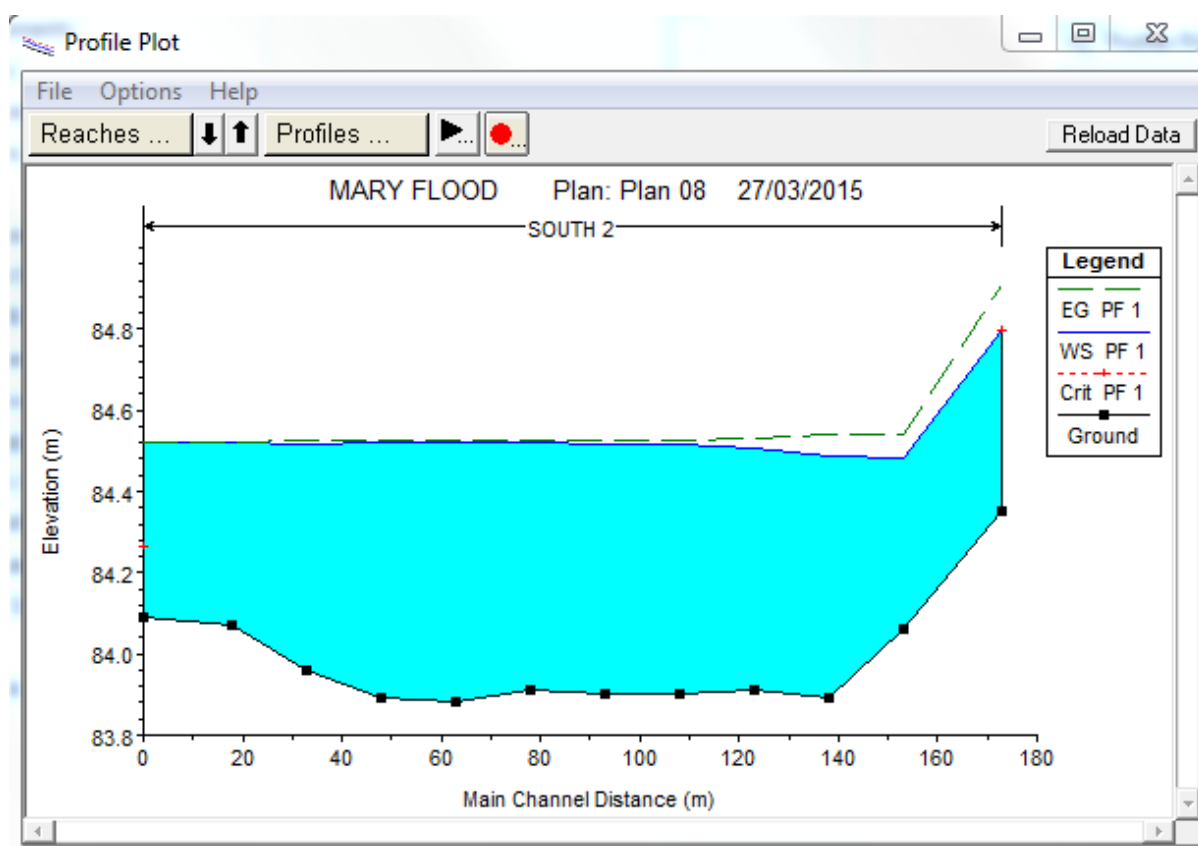 Profile Plot
File Options Help
Reaches ... Profiles ... ... ... Reload Data
MARY FLOOD Plan: Plan 08 27/03/2015
SOUTH 2
Legend
EG PF 1
WS PF 1
Crit PF 1
Ground
84.8
84.6
84.4
84.2
84.0
83.8
Elevation (m)
0 20 40 60 80 100 120 140 160 180
Main Channel Distance (m)